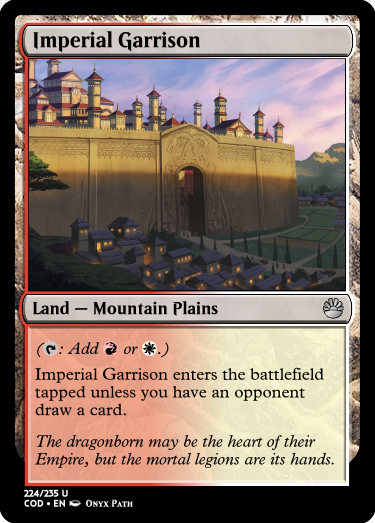 Imperial Garrison
Land — Mountain Plains
(: Add or .)
Imperial Garrison enters the battlefield
tapped unless you have an opponent
draw a card.
The dragonborn may be the heart of their
Empire, but the mortal legions are its hands.
224/235 U
COD • EN Onyx Path